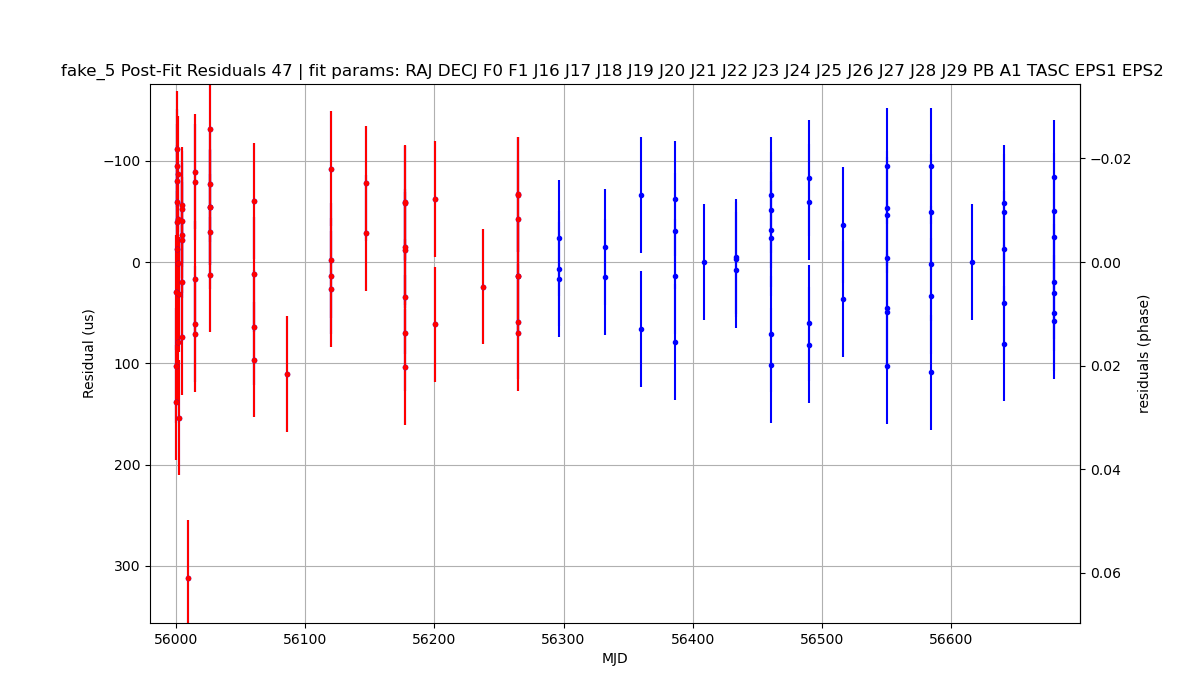 fake_5 Post-Fit Residuals 47 | fit params: RAJ DECJ F0 F1 J16 J17 J18 J19 J20 J21 J22 J23 J24 J25 J26 J27 J28 J29 PB A1 TASC EPS1 EPS2
−100
0
100
200
300
Residual (us)
−0.02
0.00
0.02
0.04
0.06
residuals (phase)
56000 56100 56200 56300 56400 56500 56600
MJD